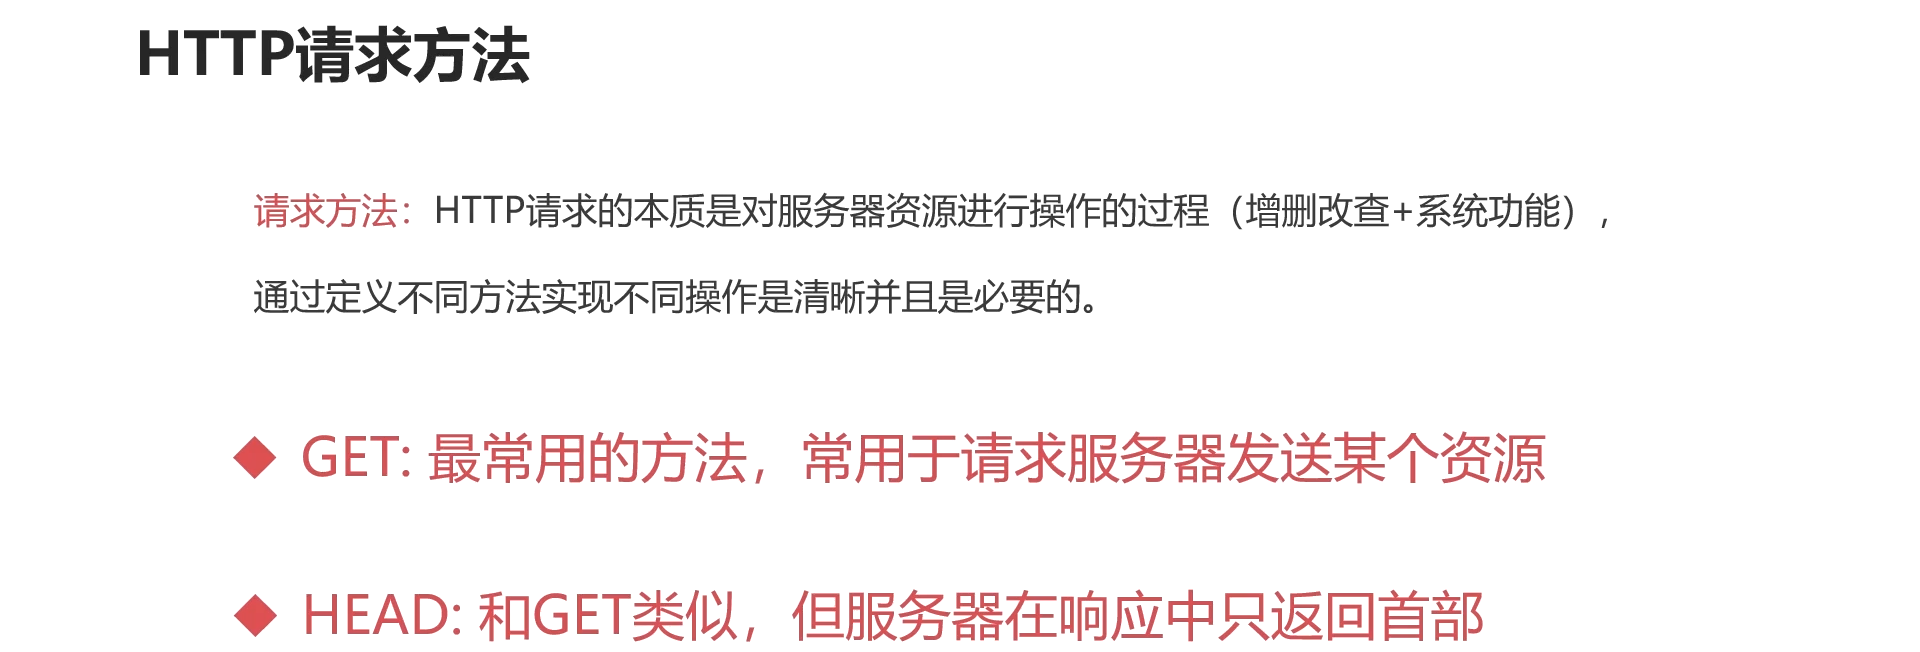 HTTP请求方法
请求方法：HTTP请求的本质是对服务器资源进行操作的过程（增删改查+系统功能），
通过定义不同方法实现不同操作是清晰并且是必要的。
◆ GET: 最常用的方法，常用于请求服务器发送某个资源
◆ HEAD: 和GET类似，但服务器在响应中只返回首部